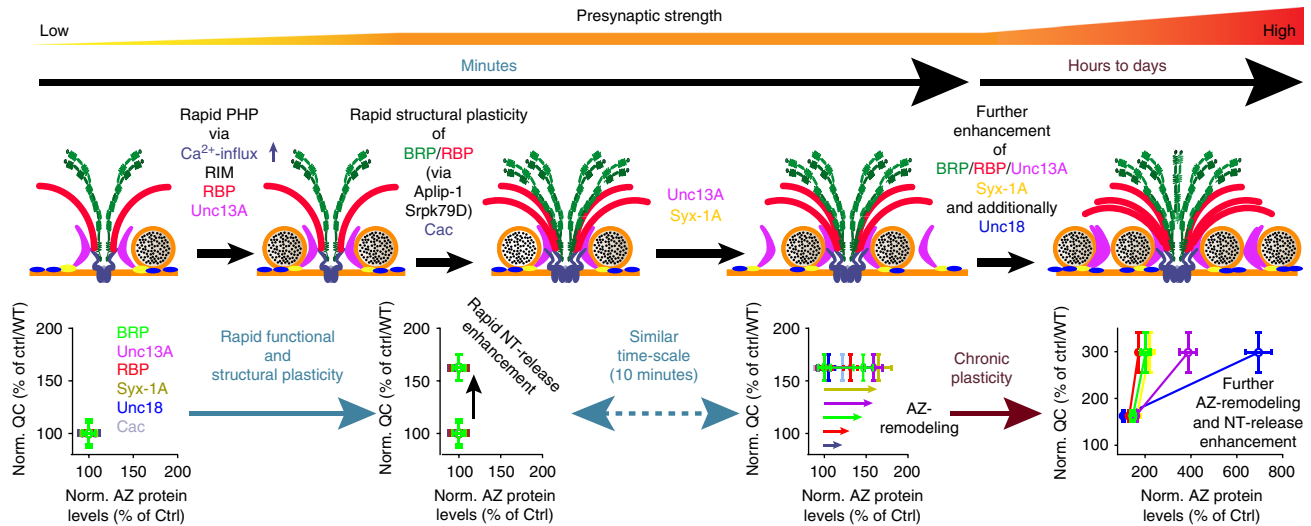 Presynaptic strength
Low
High
Minutes
Hours to days
Rapid PHP
via
Ca²⁺-influx
RIM
RBP
Unc13A
Rapid structural plasticity
of
BRP/RBP
(via
Aplip-1
Srpk79D)
Cac
Unc13A
Syx-1A
Further
enhancement
of
BRP/RBP/Unc13A
Syx-1A
and additionally
Unc18
Norm. QC (% of ctrl/WT)
200
150
100
BRP
Unc13A
RBP
Syx-1A
Unc18
Cac
100
150
200
Norm. AZ protein
levels (% of Ctrl)
Rapid functional
and
structural plasticity
Norm. QC (% of ctrl/WT)
200
150
100
Rapid NT-release
enhancement
100
150
200
Norm. AZ protein
levels (% of Ctrl)
Similar
time-scale
(10 minutes)
Norm. QC (% of ctrl/WT)
200
150
100
AZ-
remodeling
100
150
200
Norm. AZ protein
levels (% of Ctrl)
Chronic
plasticity
Norm. QC (% of ctrl/WT)
300
200
100
Further
AZ-remodeling
and NT-release
enhancement
200
400
600
800
Norm. AZ protein
levels (% of Ctrl)